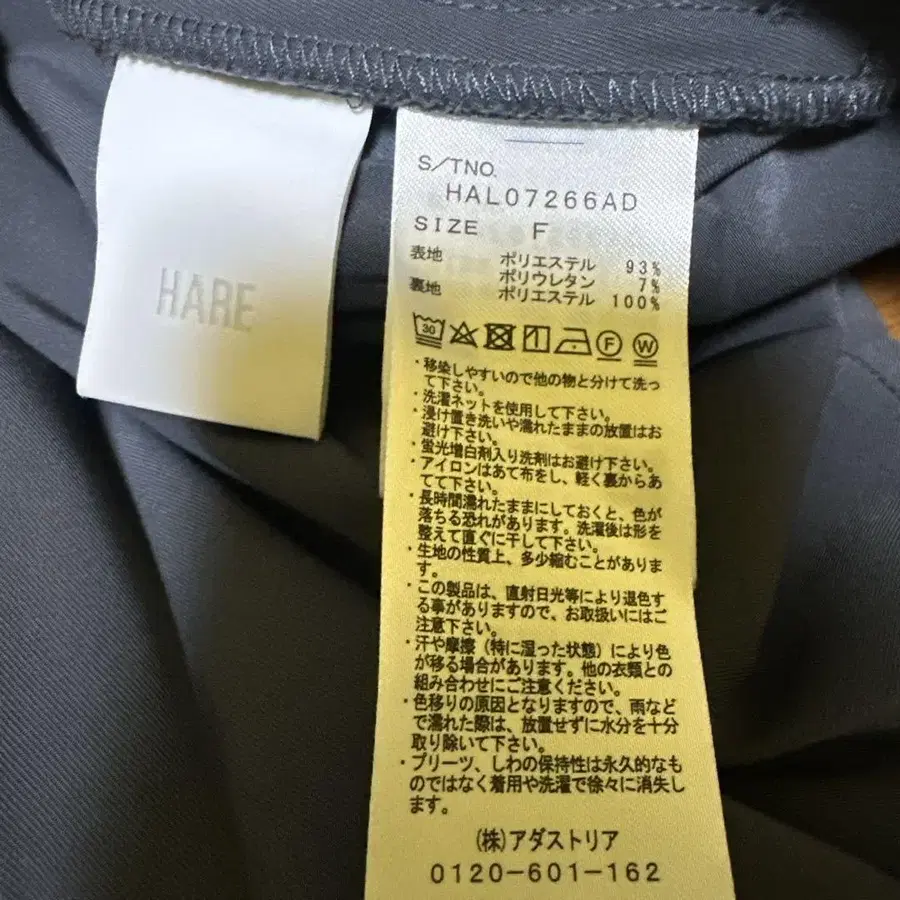 HARE
S/TNO.
HAL07266AD
SIZE F
表地 ポリエステル 93%
ポリウレタン 7%
裏地 ポリエステル 100%
30
F
W
・移染しやすいので他の物と分けて洗っ
て下さい。
・洗濯ネットを使用して下さい。
・浸け置き洗いや濡れたままの放置はお
避け下さい。
・蛍光増白剤入り洗剤はお避け下さい。
・アイロンはあて布をし、軽く裏からあ
てて下さい。
・長時間濡れたままにしておくと、色が
落ちる恐れがあります。洗濯後は形を
整えて直ぐに干して下さい。
・生地の性質上、多少縮むことがありま
す。
・この製品は、直射日光等により退色す
る事がありますので、お取扱いにはご
注意下さい。
・汗や摩擦（特に湿った状態）により色
が移る場合があります。他の衣類との
組み合わせにご注意ください。
・色移りの原因となりますので、雨など
で濡れた際は、放置せずに水分を十分
取り除いて下さい。
・プリーツ、しわの保持性は永久的なも
のではなく着用や洗濯で徐々に消失し
ます。
(株)アダストリア
0120-601-162